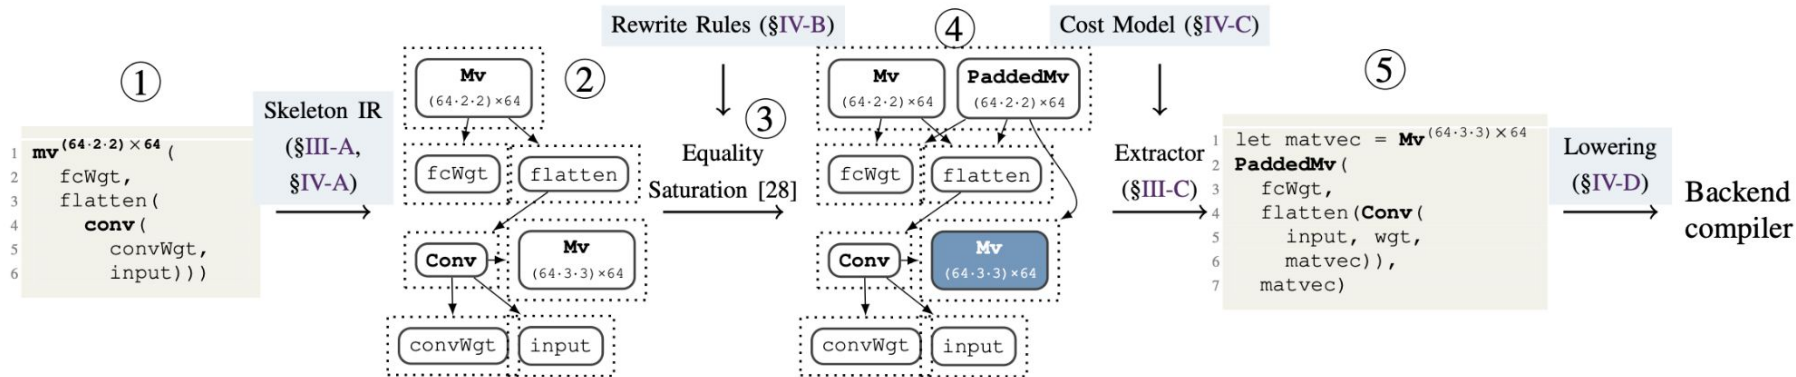 ①
1 mv^(64·2·2)×64 (
2 fcWgt,
3 flatten(
4 conv(
5 convWgt,
6 input)))
Skeleton IR
(§III-A,
§IV-A)
②
Mv
(64·2·2)×64
fcWgt
flatten
Conv
Mv
(64·3·3)×64
convWgt
input
Rewrite Rules (§IV-B)
③
Equality
Saturation [28]
④
Mv
(64·2·2)×64
PaddedMv
(64·2·2)×64
fcWgt
flatten
Conv
Mv
(64·3·3)×64
convWgt
input
Cost Model (§IV-C)
Extractor
(§III-C)
⑤
1 let matvec = Mv^(64·3·3)×64
2 PaddedMv(
3 fcWgt,
4 flatten(Conv(
5 input, wgt,
6 matvec)),
7 matvec)
Lowering
(§IV-D)
Backend
compiler